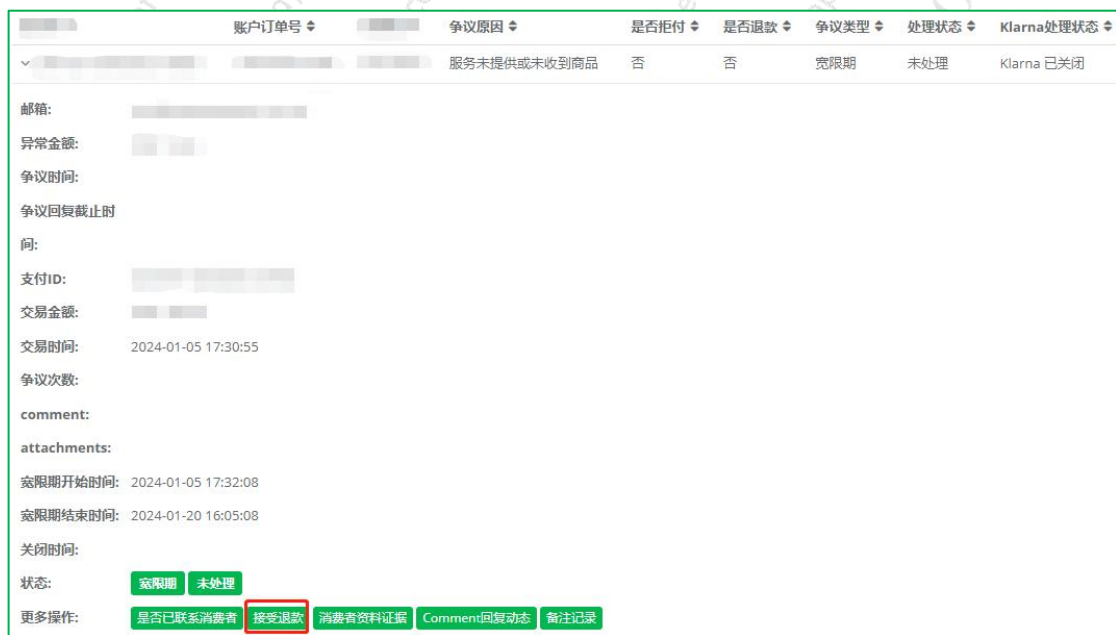 账户订单号 争议原因 是否拒付 是否退款 争议类型 处理状态 Klarna处理状态
服务未提供或未收到商品 否 否 宽限期 未处理 Klarna 已关闭
邮箱:
异常金额:
争议时间:
争议回复截止时
间:
支付ID:
交易金额:
交易时间: 2024-01-05 17:30:55
争议次数:
comment:
attachments:
宽限期开始时间: 2024-01-05 17:32:08
宽限期结束时间: 2024-01-20 16:05:08
关闭时间:
状态: 宽限期 未处理
更多操作: 是否已联系消费者 接受退款 消费者资料证据 Comment回复动态 备注记录